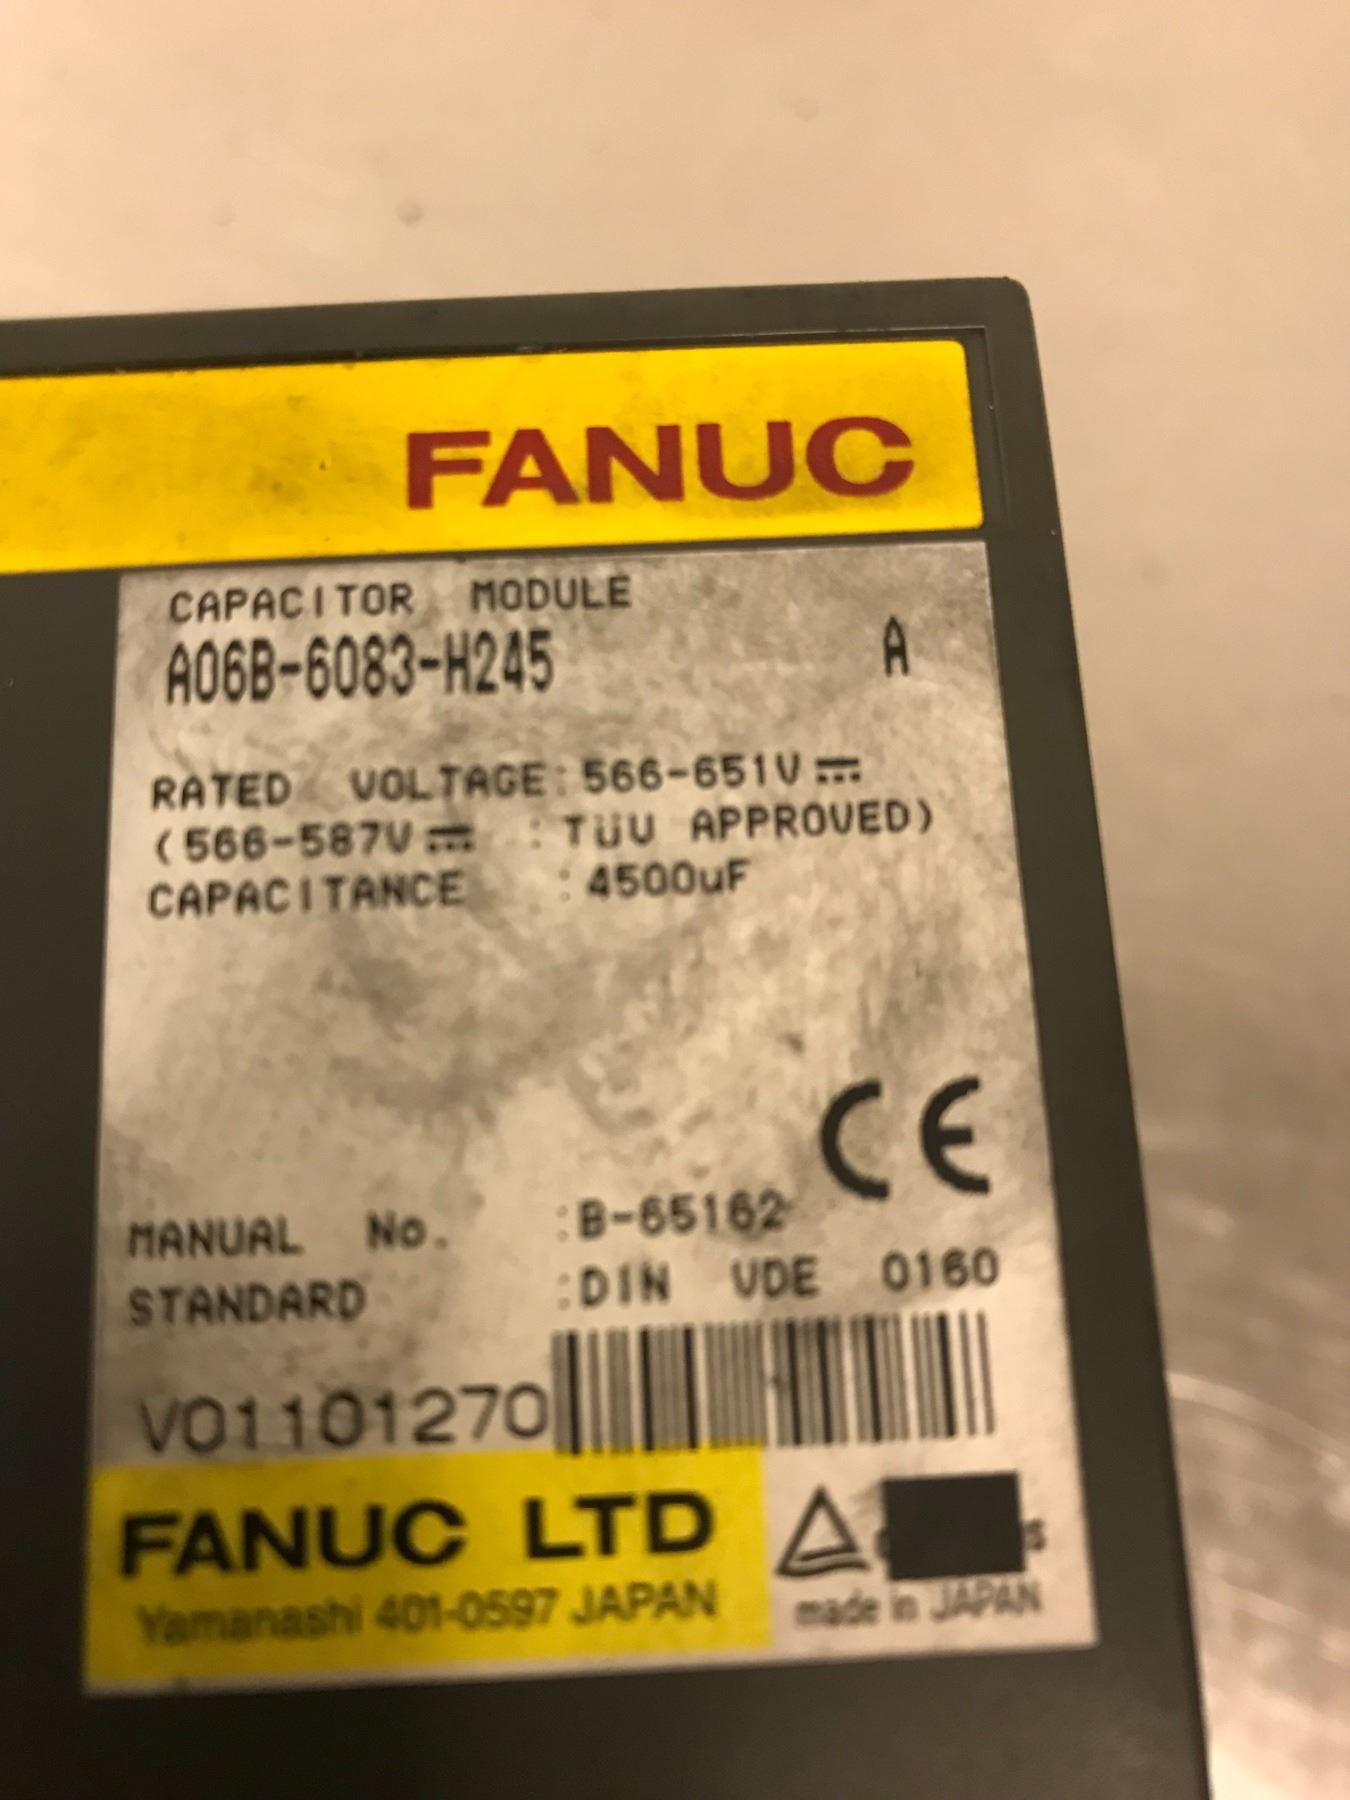 FANUC
CAPACITOR MODULE
A06B-6083-H245 A
RATED VOLTAGE:566-651V⎓
(566-587V⎓ :TüV APPROVED)
CAPACITANCE :4500uF
CE
MANUAL No. :B-65162
STANDARD :DIN VDE 0160
V01101270
FANUC LTD
Yamanashi 401-0597 JAPAN
made in JAPAN